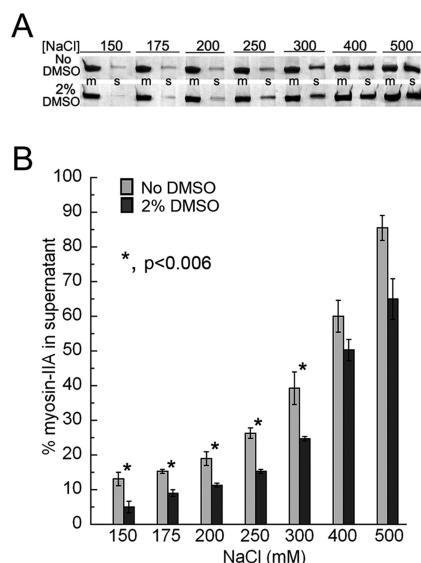 A
[NaCl] 150 175 200 250 300 400 500
No
DMSO
m s m s m s m s m s m s m s
2%
DMSO
B
No DMSO
2% DMSO
*, p<0.006
% myosin-IIA in supernatant
100
90
80
70
60
50
40
30
20
10
0
* * * * *
150 175 200 250 300 400 500
NaCl (mM)